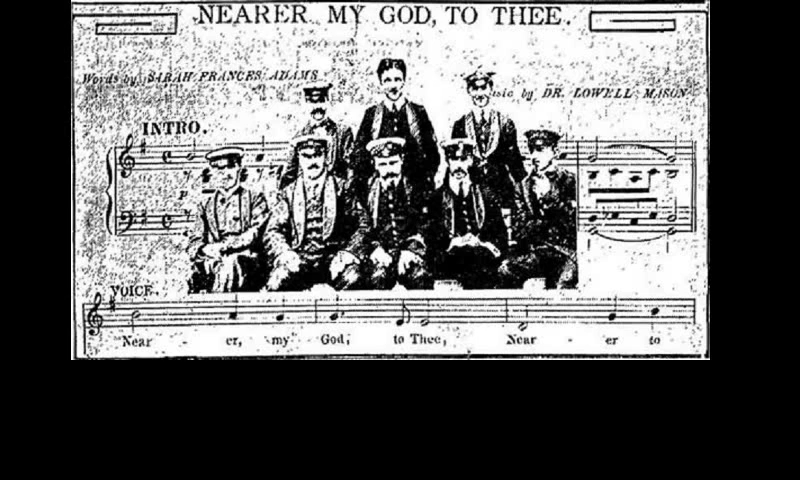 NEARER MY GOD, TO THEE.
Words by SARAH FRANCES ADAMS
Music by DR. LOWELL MASON
INTRO.
p
VOICE.
Near - er, my God, to Thee, Near - er to